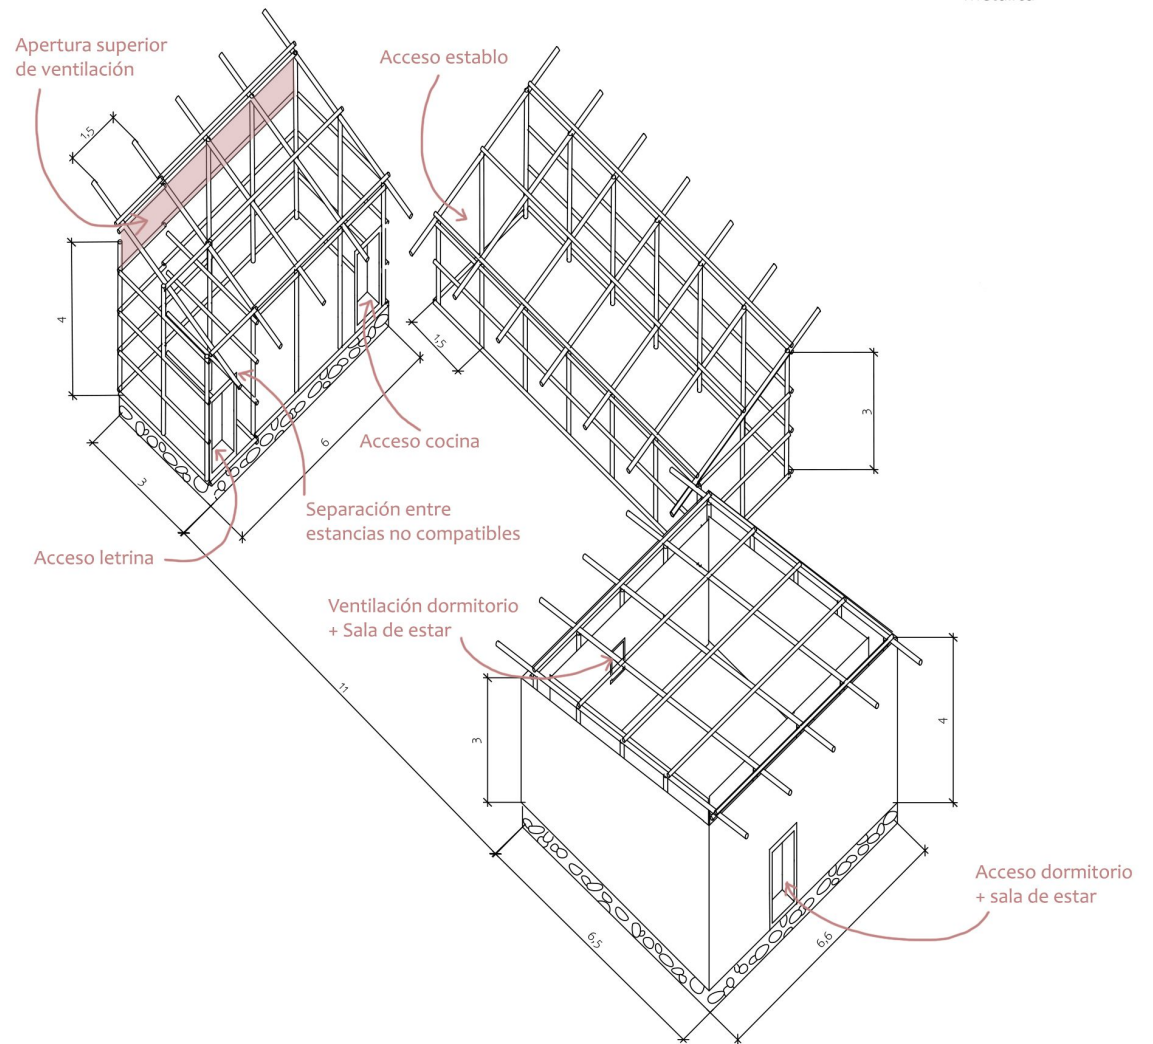 Apertura superior
de ventilación
Acceso establo
1,5
4
1,5
3
Acceso cocina
6
3
Separación entre
estancias no compatibles
Acceso letrina
Ventilación dormitorio
+ Sala de estar
11
3
4
Acceso dormitorio
+ sala de estar
6,5
6,6